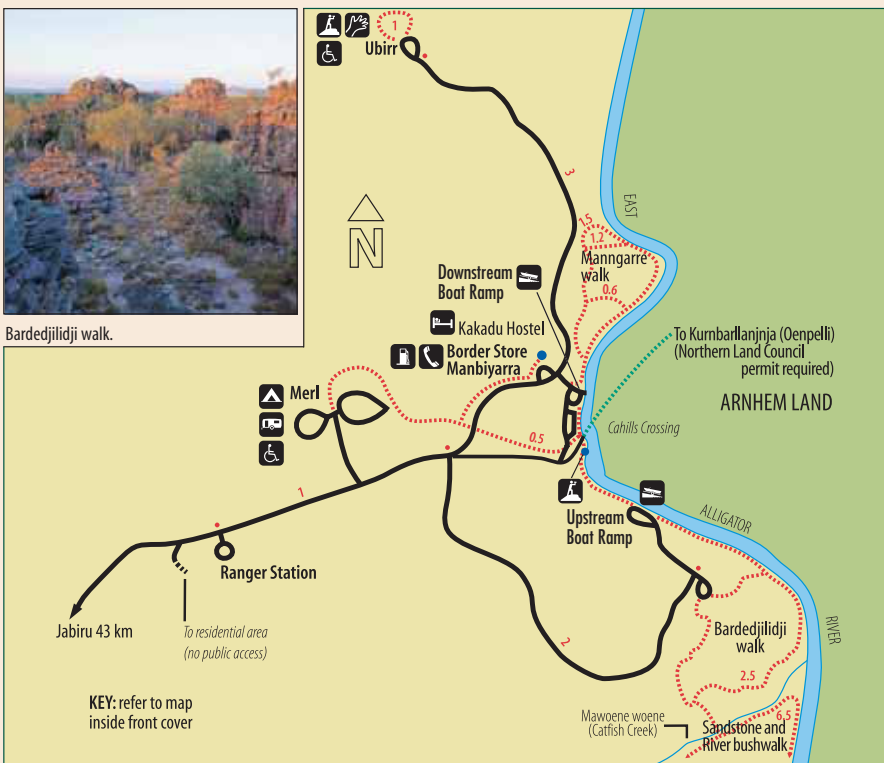 Bardedjilidji walk.
1
Ubirr
3
EAST
1.5
1.2
Manngarre
walk
0.6
N
Downstream
Boat Ramp
Kakadu Hostel
Border Store
Manbiyarra
To Kurnbarllanjnja (Oenpelli)
(Northern Land Council
permit required)
ARNHEM LAND
Merl
Cahills Crossing
0.5
1
Upstream
Boat Ramp
ALLIGATOR
Ranger Station
Jabiru 43 km
To residential area
(no public access)
2
Bardedjilidji
walk
RIVER
2.5
KEY: refer to map
inside front cover
Mawoene woene
(Catfish Creek)
6.5
Sandstone and
River bushwalk